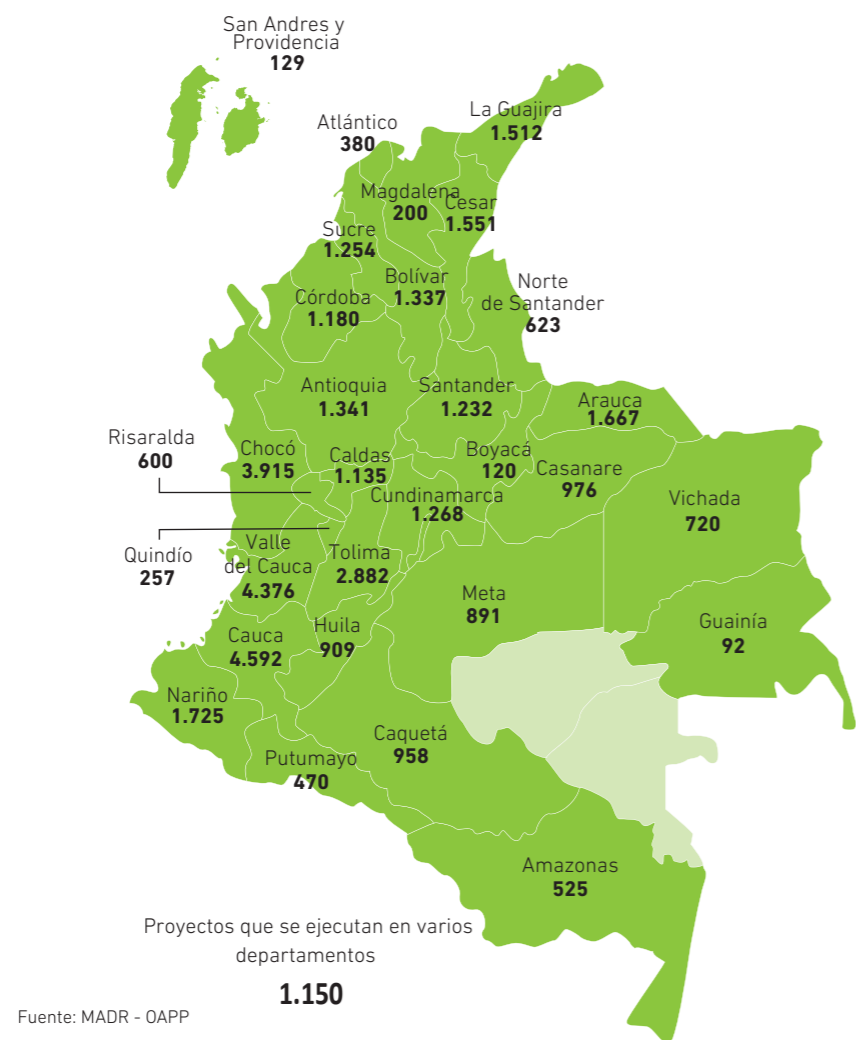 San Andres y
Providencia
129
La Guajira
1.512
Atlántico
380
Magdalena
200
Cesar
1.551
Sucre
1.254
Bolívar
1.337
Norte
de Santander
623
Córdoba
1.180
Antioquia
1.341
Santander
1.232
Arauca
1.667
Risaralda
600
Chocó
3.915
Caldas
1.135
Boyacá
120
Casanare
976
Cundinamarca
1.268
Vichada
720
Quindío
257
Valle
del Cauca
4.376
Tolima
2.882
Meta
891
Guainía
92
Cauca
4.592
Huila
909
Nariño
1.725
Caquetá
958
Putumayo
470
Amazonas
525
Proyectos que se ejecutan en varios
departamentos
1.150
Fuente: MADR - OAPP